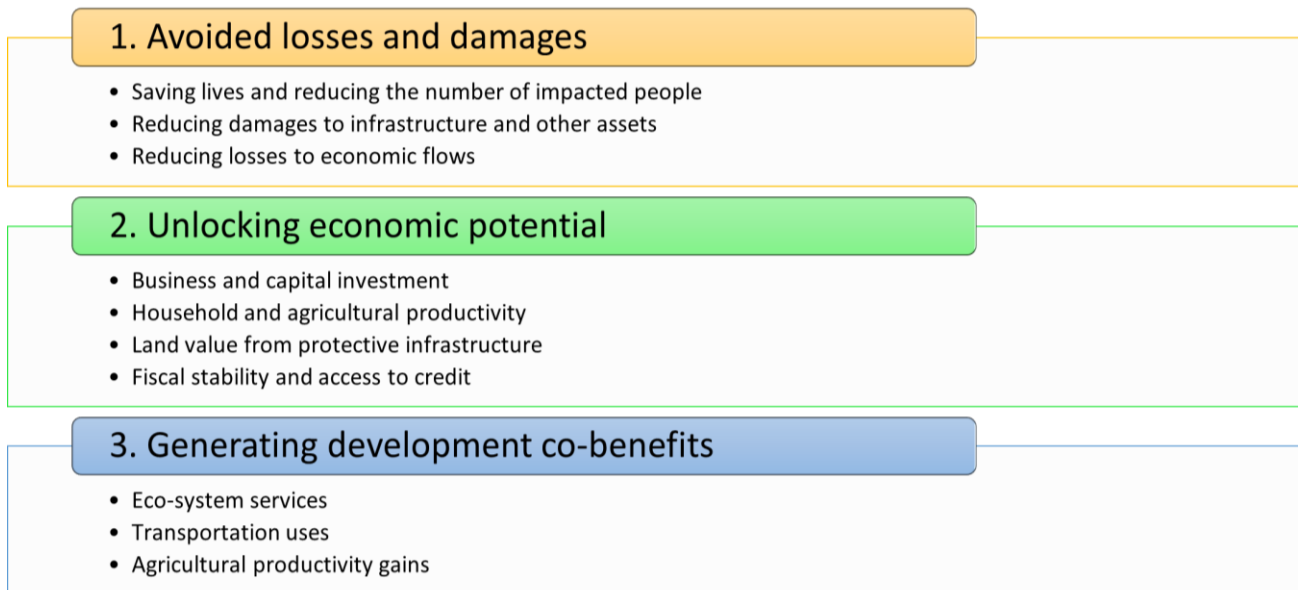 1. Avoided losses and damages
• Saving lives and reducing the number of impacted people
• Reducing damages to infrastructure and other assets
• Reducing losses to economic flows
2. Unlocking economic potential
• Business and capital investment
• Household and agricultural productivity
• Land value from protective infrastructure
• Fiscal stability and access to credit
3. Generating development co-benefits
• Eco-system services
• Transportation uses
• Agricultural productivity gains